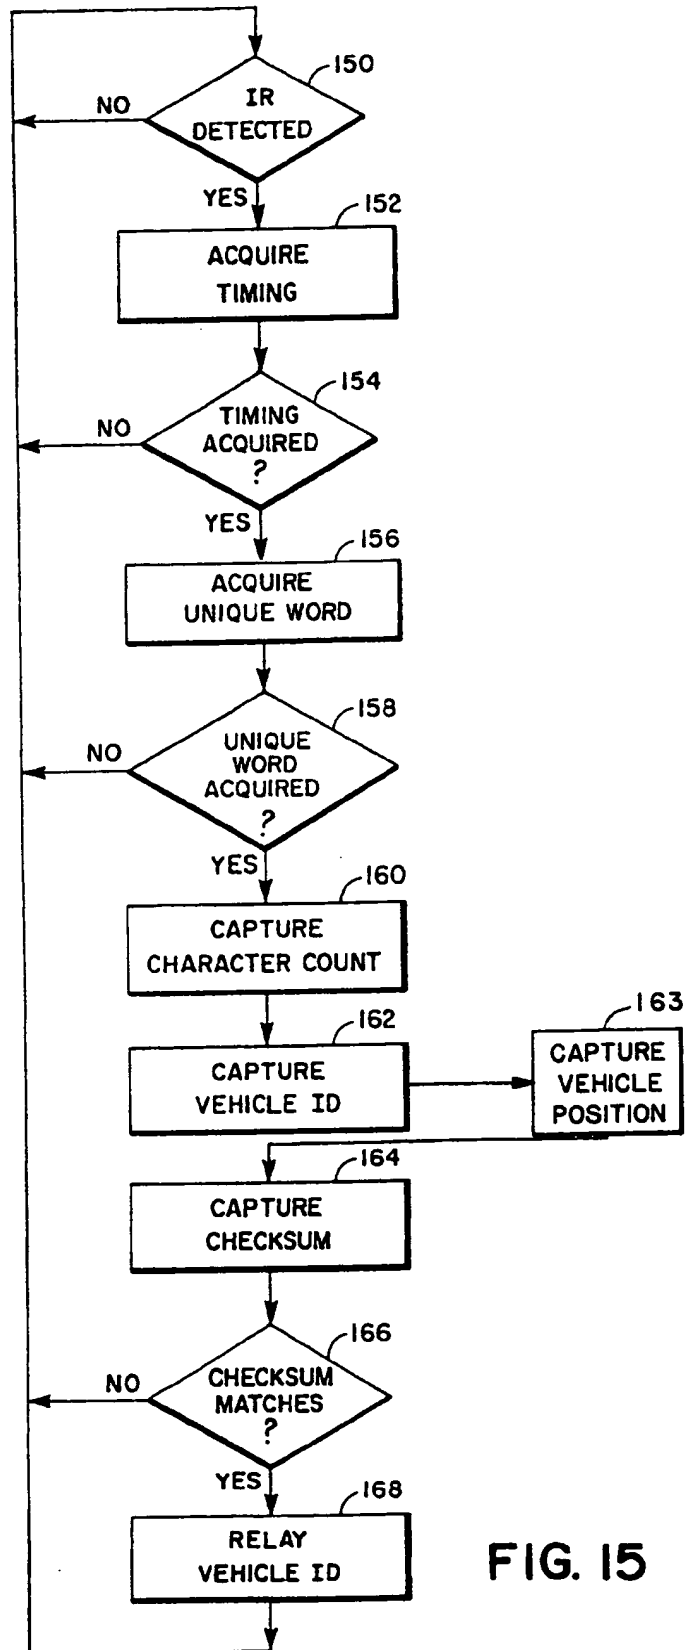 150
IR
DETECTED
NO
YES
152
ACQUIRE
TIMING
154
TIMING
ACQUIRED
?
NO
YES
156
ACQUIRE
UNIQUE WORD
158
UNIQUE
WORD
ACQUIRED
?
NO
YES
160
CAPTURE
CHARACTER COUNT
162
CAPTURE
VEHICLE ID
163
CAPTURE
VEHICLE
POSITION
164
CAPTURE
CHECKSUM
166
CHECKSUM
MATCHES
?
NO
YES
168
RELAY
VEHICLE ID
FIG. 15